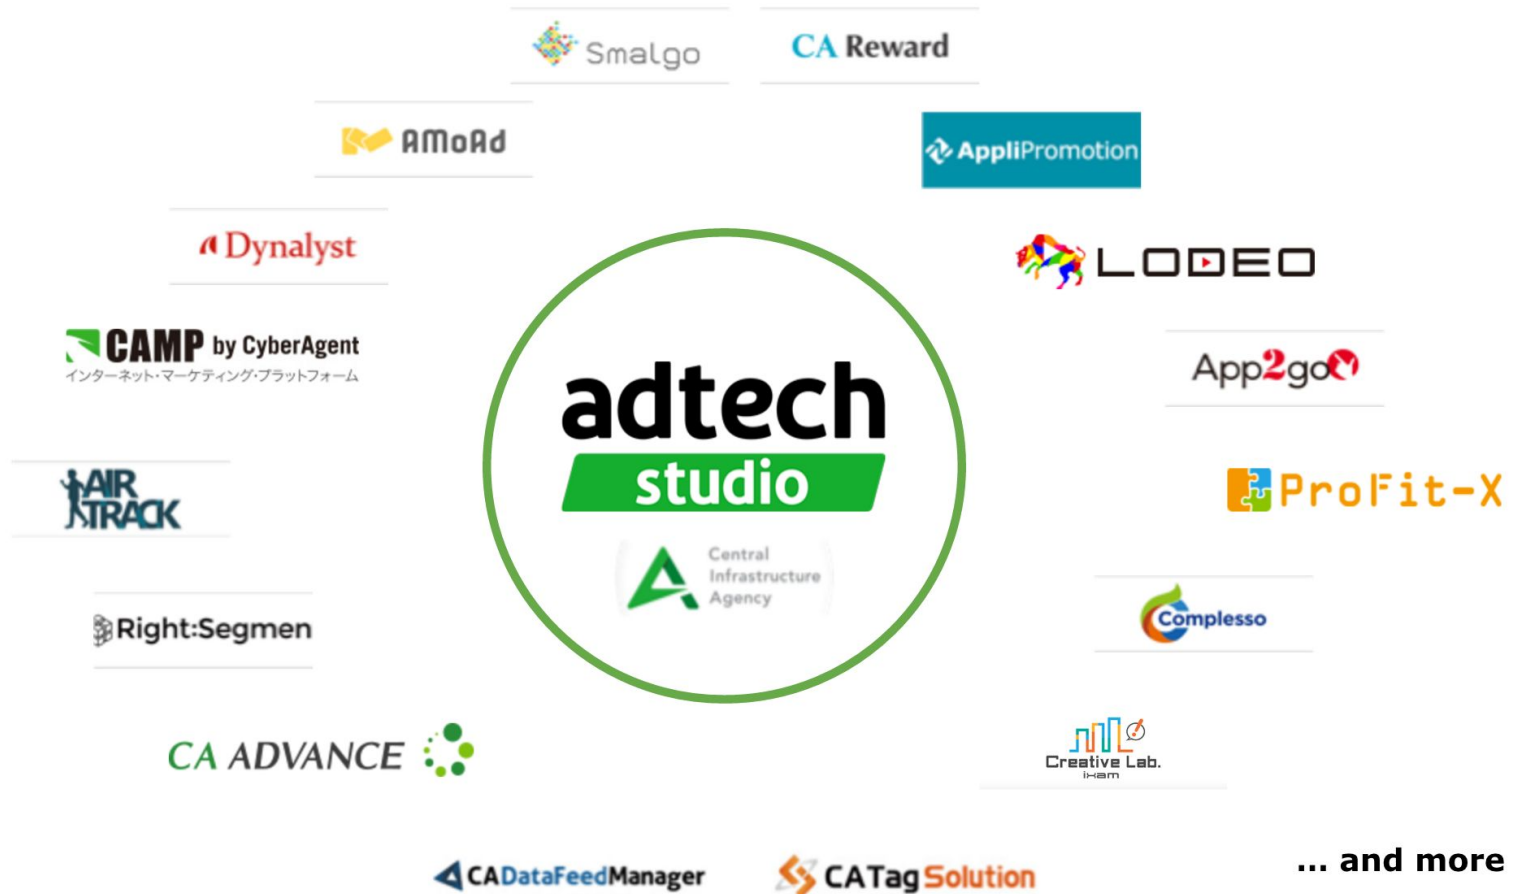 Smalgo
CA Reward
AMoAd
AppliPromotion
Dynalyst
LODEO
CAMP by CyberAgent
インターネット・マーケティング・プラットフォーム
App2go
adtech
studio
AIR
TRACK
ProFit-X
Central
Infrastructure
Agency
Right:Segmen
Complesso
CA ADVANCE
Creative Lab.
ixam
CADataFeedManager
CATagSolution
... and more